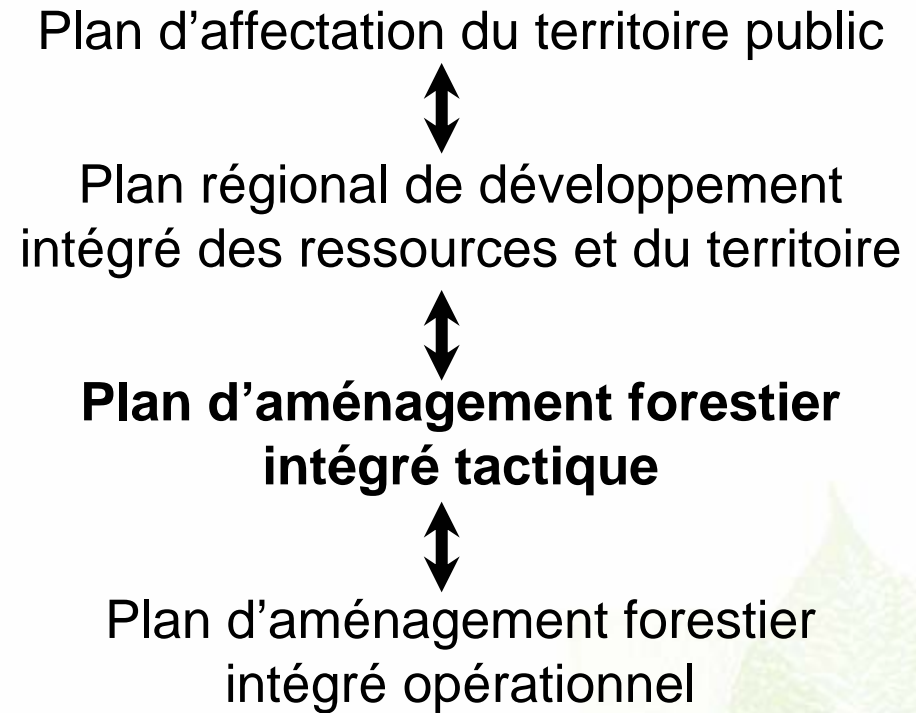 Plan d’affectation du territoire public
Plan régional de développement
intégré des ressources et du territoire
Plan d’aménagement forestier
intégré tactique
Plan d’aménagement forestier
intégré opérationnel